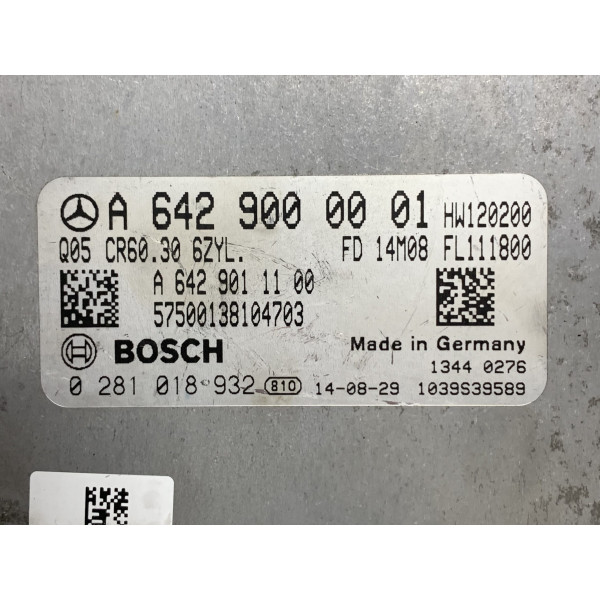 A 642 900 00 01 HW120200
Q05 CR60.30 6ZYL. FD 14M08 FL111800
A 642 901 11 00
57500138104703
BOSCH Made in Germany
1344 0276
0 281 018 932 810 14-08-29 1039S39589